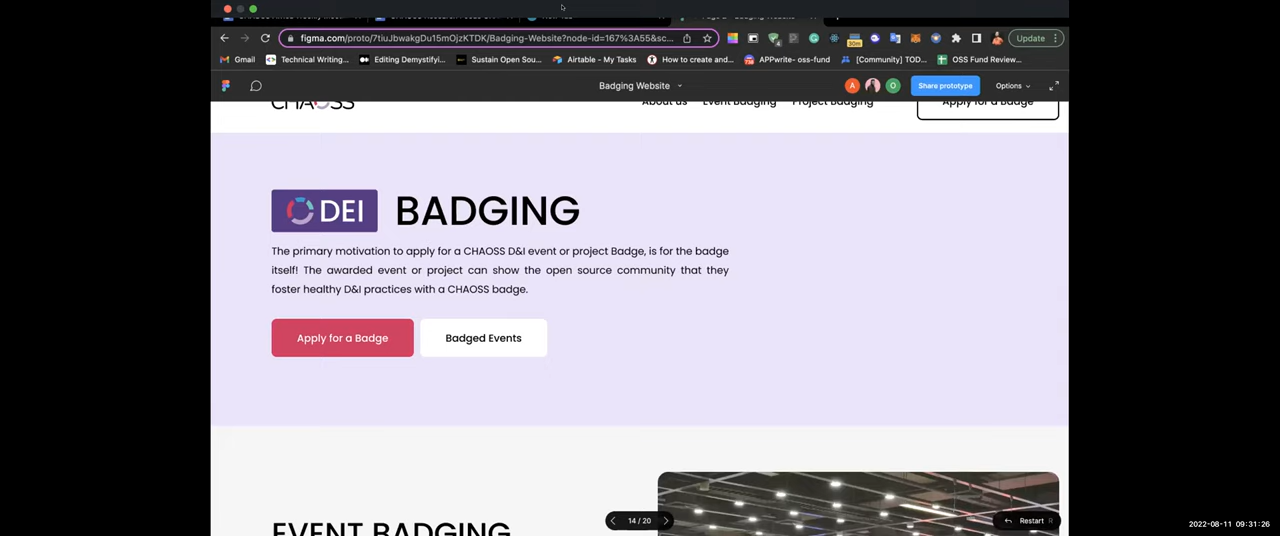 figma.com/proto/7tiuJbwakgDu15mOjzKTDK/Badging-Website?node-id=167%3A55&sc...
Update
Gmail
Technical Writing...
Editing Demystifyi...
Sustain Open Sou...
Airtable - My Tasks
How to create and...
APPwrite- oss-fund
[Community] TOD...
OSS Fund Review...
Badging Website
A
O
Share prototype
Options
CHAOSS
About us
Event Badging
Project Badging
Apply for a Badge
DEI BADGING
The primary motivation to apply for a CHAOSS D&I event or project Badge, is for the badge
itself! The awarded event or project can show the open source community that they
foster healthy D&I practices with a CHAOSS badge.
Apply for a Badge
Badged Events
EVENT BADGING
14 / 20
Restart R
2022-08-11 09:31:26